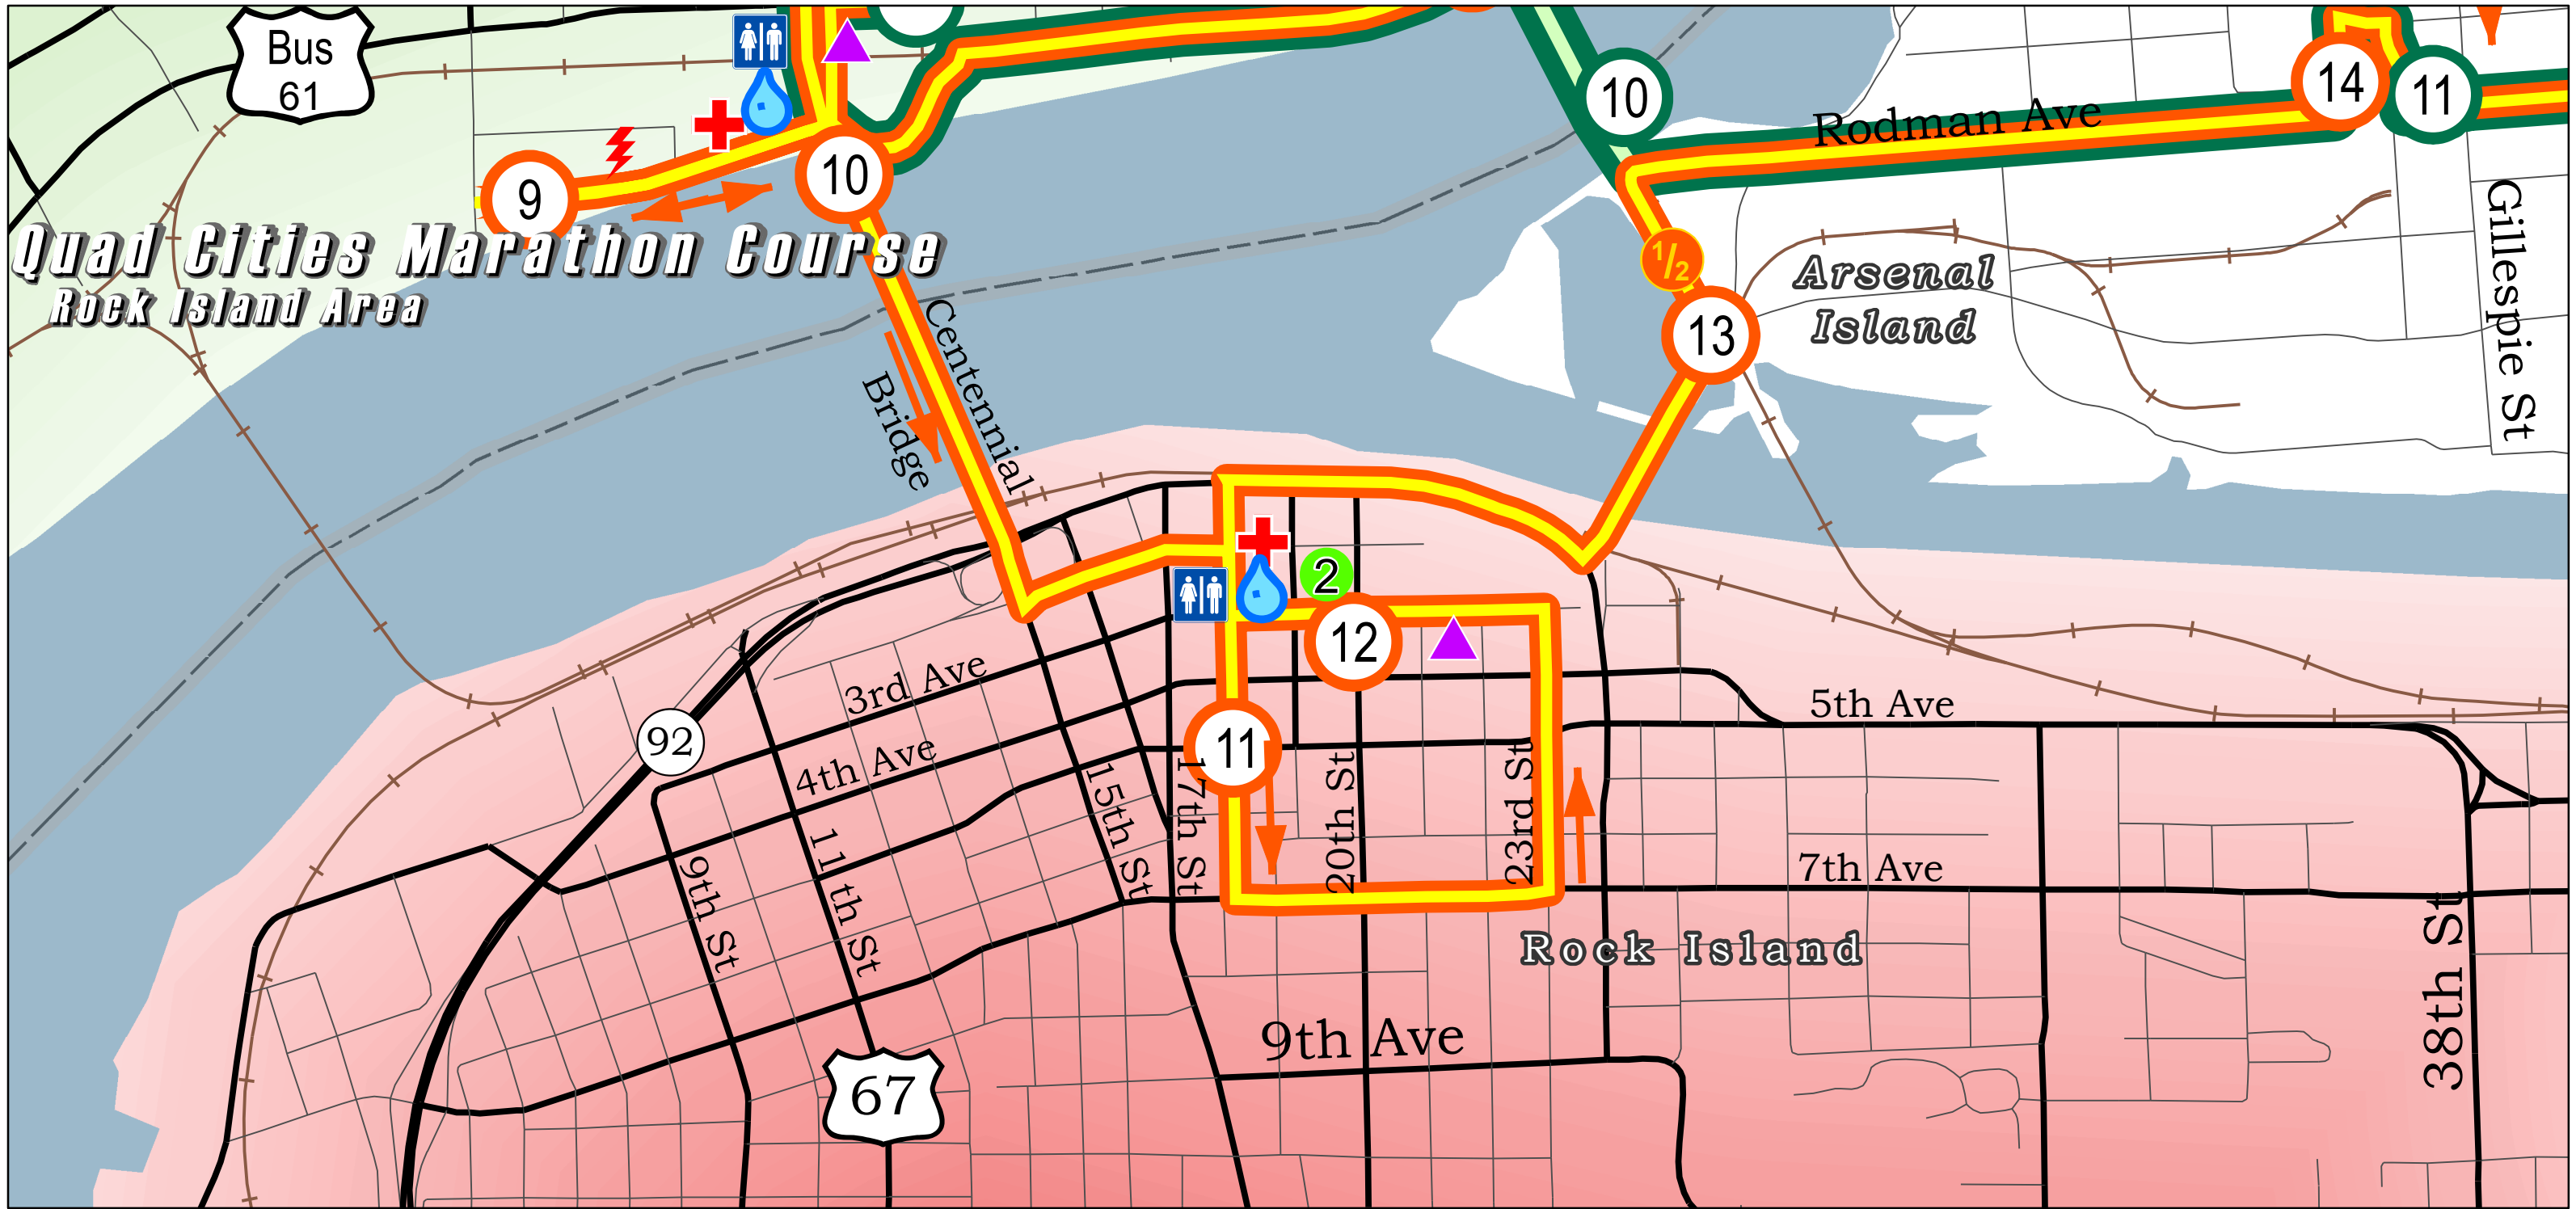 Bus
61
10
14
11
Rodman Ave
9
10
Gillespie St
Quad Cities Marathon Course
Rock Island Area
1/2
Arsenal
Island
13
Centennial
Bridge
2
12
3rd Ave
5th Ave
92
4th Ave
11
15th St
17th St
20th St
23rd St
9th St
11th St
7th Ave
Rock Island
38th St
9th Ave
67